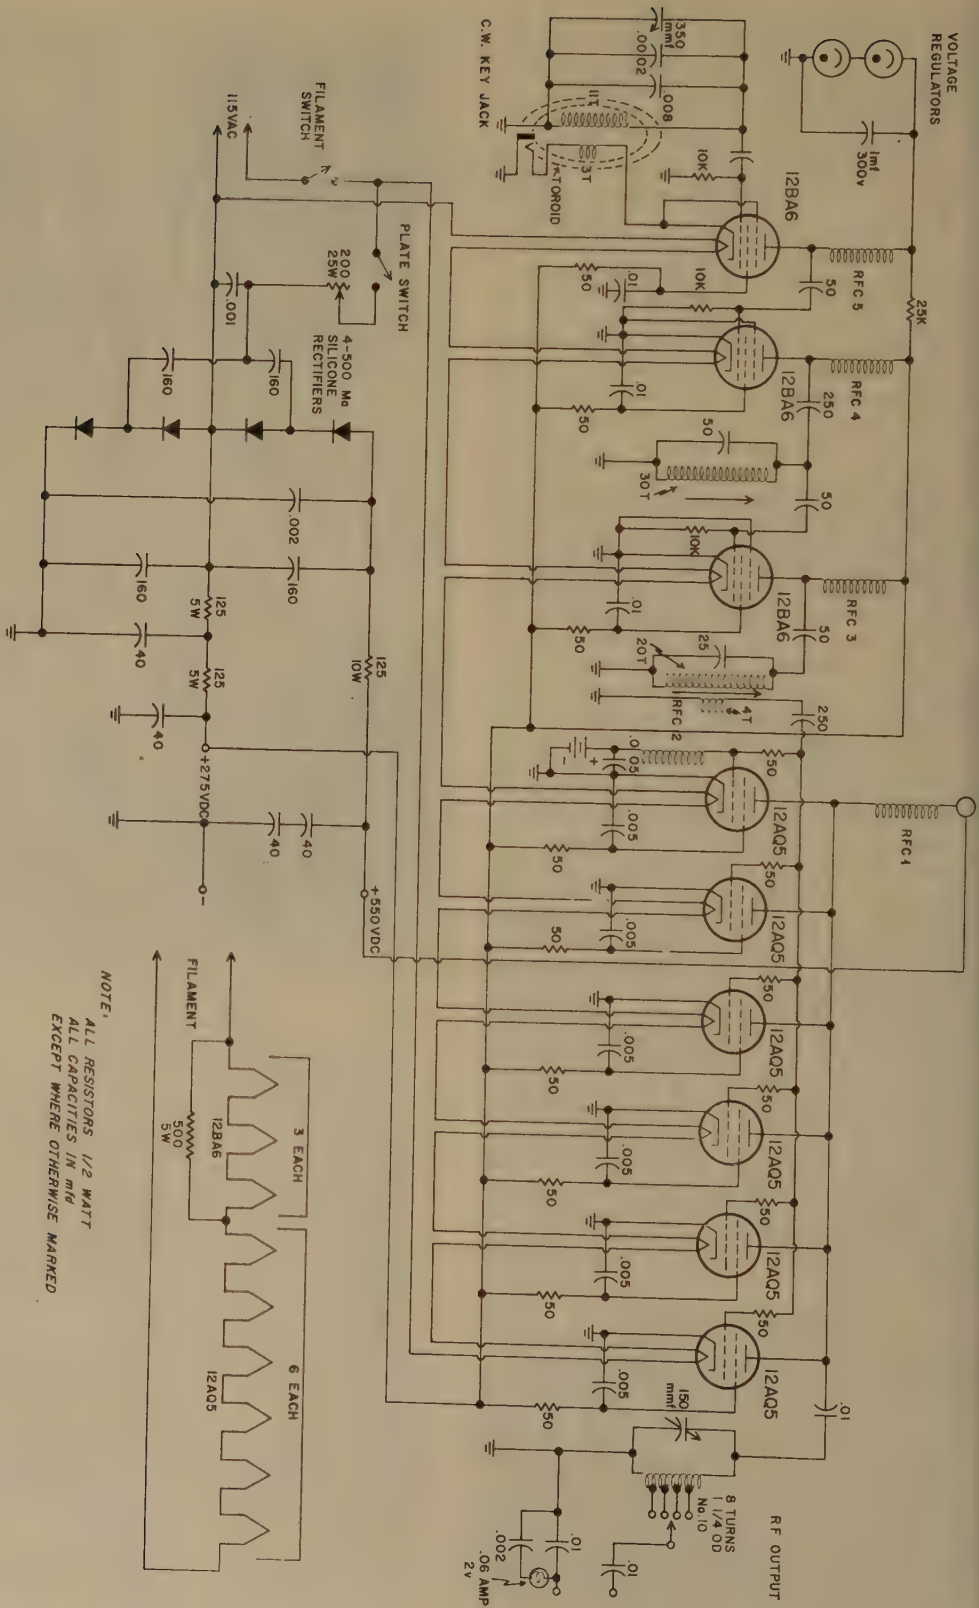 VOLTAGE
REGULATORS
1mf
300v
350
mmf
.0002
.008
11T
3T
TOROID
C.W. KEY JACK
10K
12BA6
RFC 5
50
25K
50
.01
10K
12BA6
RFC 4
250
.01
50
50
30T
50
10K
12BA6
RFC 3
50
.01
50
25
20T
4T
RFC 2
250
50
.005
.005
50
12AQ5
RFC 1
50
.005
50
12AQ5
50
.005
50
12AQ5
50
.005
50
12AQ5
50
.005
50
12AQ5
50
.005
50
12AQ5
.01
150
mmf
RF OUTPUT
8 TURNS
1 1/4 OD
No.10
.01
.01
.002
.06 AMP
2v
FILAMENT
SWITCH
115VAC
PLATE SWITCH
200
25W
.001
4-500 Ma
SILICONE
RECTIFIERS
160
160
.002
160
160
125
5W
125
10W
40
125
5W
40
+275VDC
40
40
-
+550VDC
FILAMENT
3 EACH
12BA6
500
5W
6 EACH
12AQ5
NOTE:
ALL RESISTORS 1/2 WATT
ALL CAPACITIES IN mfd
EXCEPT WHERE OTHERWISE MARKED